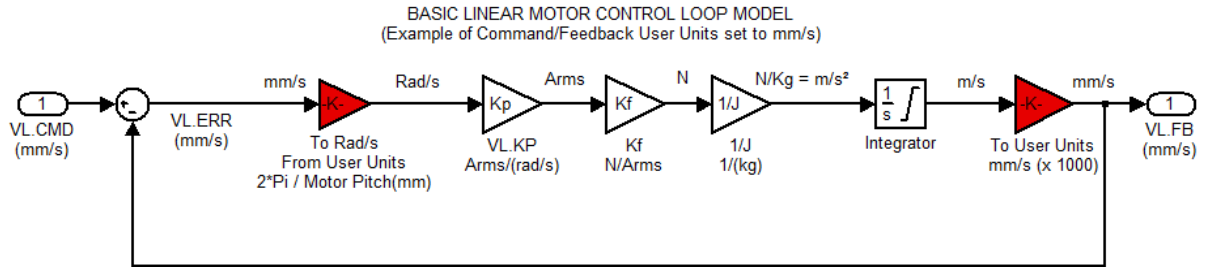 BASIC LINEAR MOTOR CONTROL LOOP MODEL
(Example of Command/Feedback User Units set to mm/s)
1
VL.CMD
(mm/s)
+
-
VL.ERR
(mm/s)
mm/s
-K-
To Rad/s
From User Units
2*Pi / Motor Pitch(mm)
Rad/s
Kp
VL.KP
Arms/(rad/s)
Arms
Kf
Kf
N/Arms
N
1/J
1/J
1/(kg)
N/Kg = m/s²
1
s
Integrator
m/s
-K-
To User Units
mm/s (x 1000)
mm/s
1
VL.FB
(mm/s)